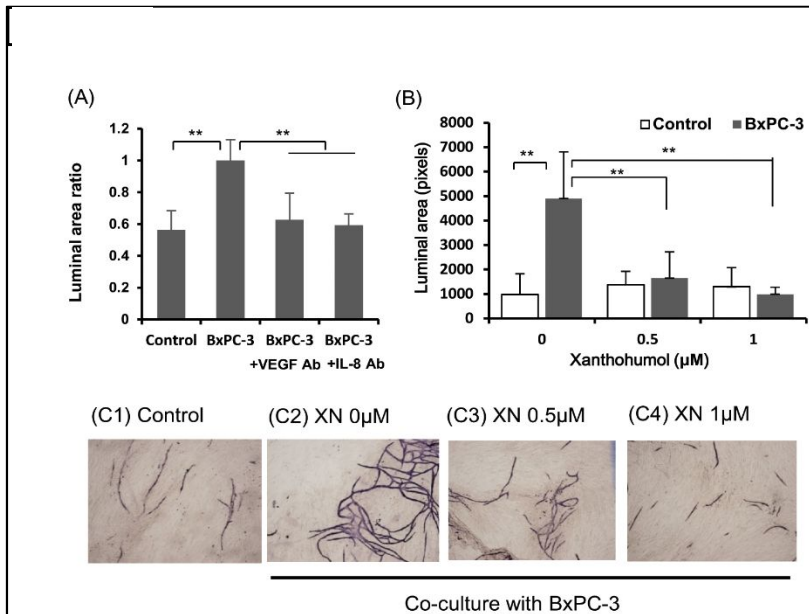 (A)
Luminal area ratio
1.2
1
0.8
0.6
0.4
0.2
0
**
**
Control
BxPC-3
BxPC-3
+VEGF Ab
BxPC-3
+IL-8 Ab
(B)
Luminal area (pixels)
8000
7000
6000
5000
4000
3000
2000
1000
0
Control
BxPC-3
**
**
**
0
0.5
1
Xanthohumol (µM)
(C1) Control
(C2) XN 0µM
(C3) XN 0.5µM
(C4) XN 1µM
Co-culture with BxPC-3